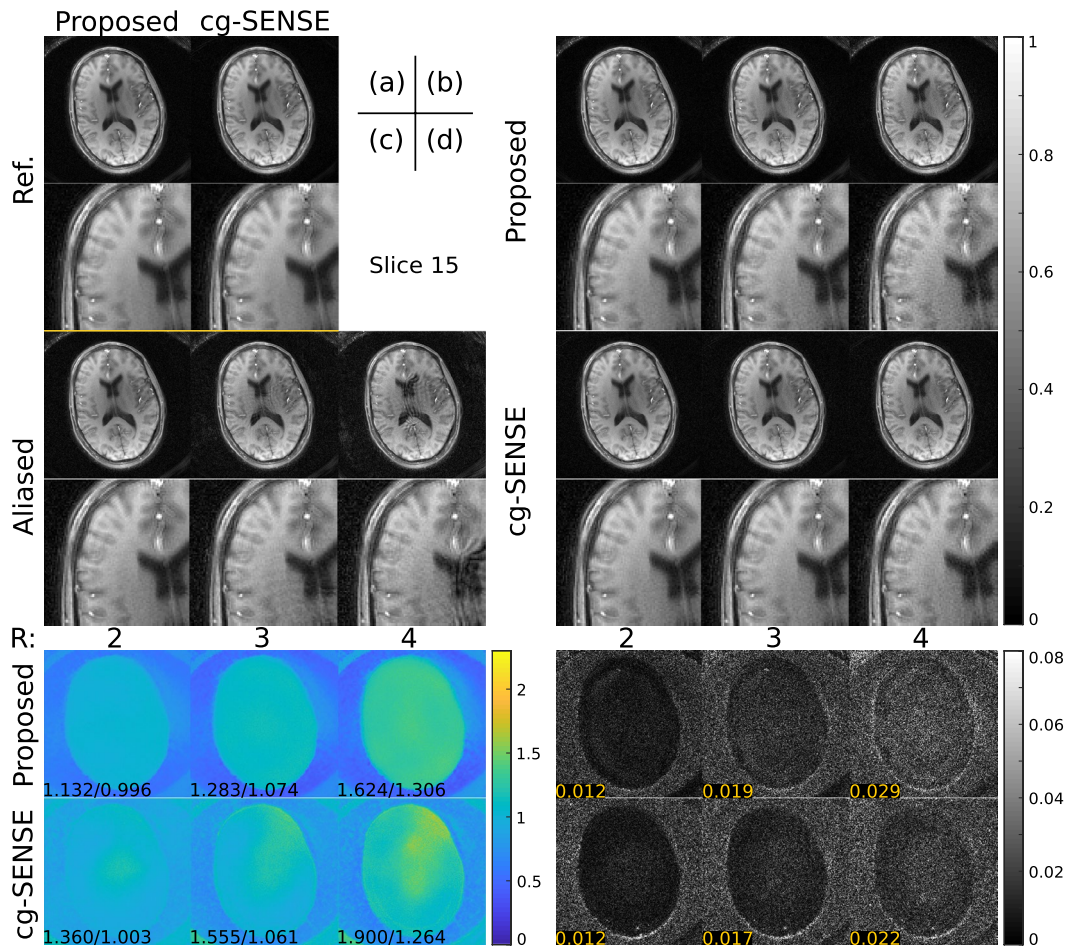 Proposed cg-SENSE
Ref.
(a) (b)
(c) (d)
Slice 15
Aliased
Proposed
cg-SENSE
1
0.8
0.6
0.4
0.2
0
R: 2 3 4
Proposed
1.132/0.996 1.283/1.074 1.624/1.306
cg-SENSE
1.360/1.003 1.555/1.061 1.900/1.264
2
1.5
1
0.5
0
2 3 4
0.012 0.019 0.029
0.012 0.017 0.022
0.08
0.06
0.04
0.02
0